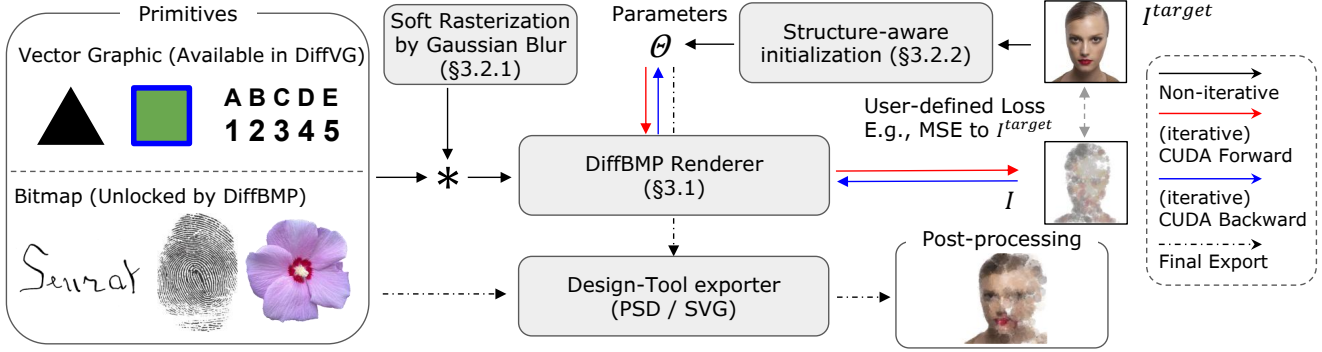 Primitives
Vector Graphic (Available in DiffVG)
A B C D E
1 2 3 4 5
Bitmap (Unlocked by DiffBMP)
Seurat
Soft Rasterization
by Gaussian Blur
(§3.2.1)
*
Parameters
Θ
Structure-aware
initialization (§3.2.2)
I^target
User-defined Loss
E.g., MSE to I^target
DiffBMP Renderer
(§3.1)
I
Design-Tool exporter
(PSD / SVG)
Post-processing
Non-iterative
(iterative)
CUDA Forward
(iterative)
CUDA Backward
Final Export